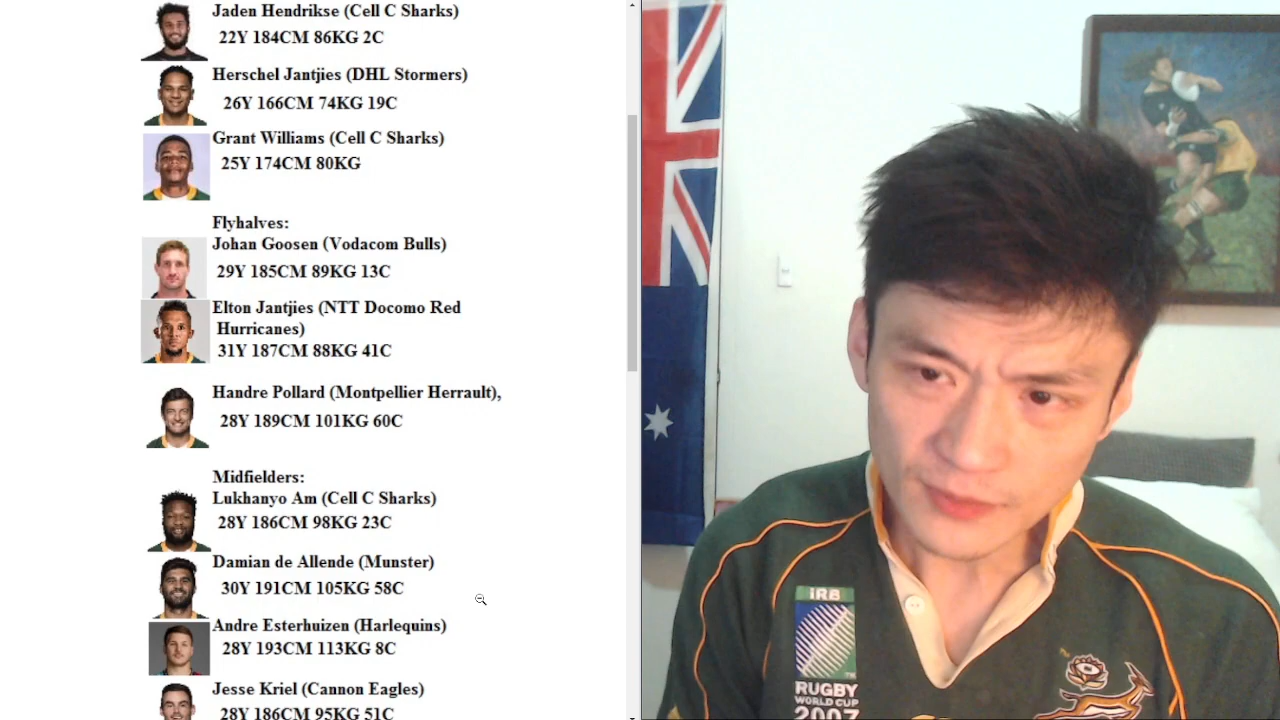 Jaden Hendrikse (Cell C Sharks)
22Y 184CM 86KG 2C
Herschel Jantjies (DHL Stormers)
26Y 166CM 74KG 19C
Grant Williams (Cell C Sharks)
25Y 174CM 80KG
Flyhalves:
Johan Goosen (Vodacom Bulls)
29Y 185CM 89KG 13C
Elton Jantjies (NTT Docomo Red
Hurricanes)
31Y 187CM 88KG 41C
Handre Pollard (Montpellier Herrault),
28Y 189CM 101KG 60C
Midfielders:
Lukhanyo Am (Cell C Sharks)
28Y 186CM 98KG 23C
Damian de Allende (Munster)
30Y 191CM 105KG 58C
Andre Esterhuizen (Harlequins)
28Y 193CM 113KG 8C
Jesse Kriel (Cannon Eagles)
28Y 186CM 95KG 51C
iRB
TM
RUGBY
WORLD CUP
2007